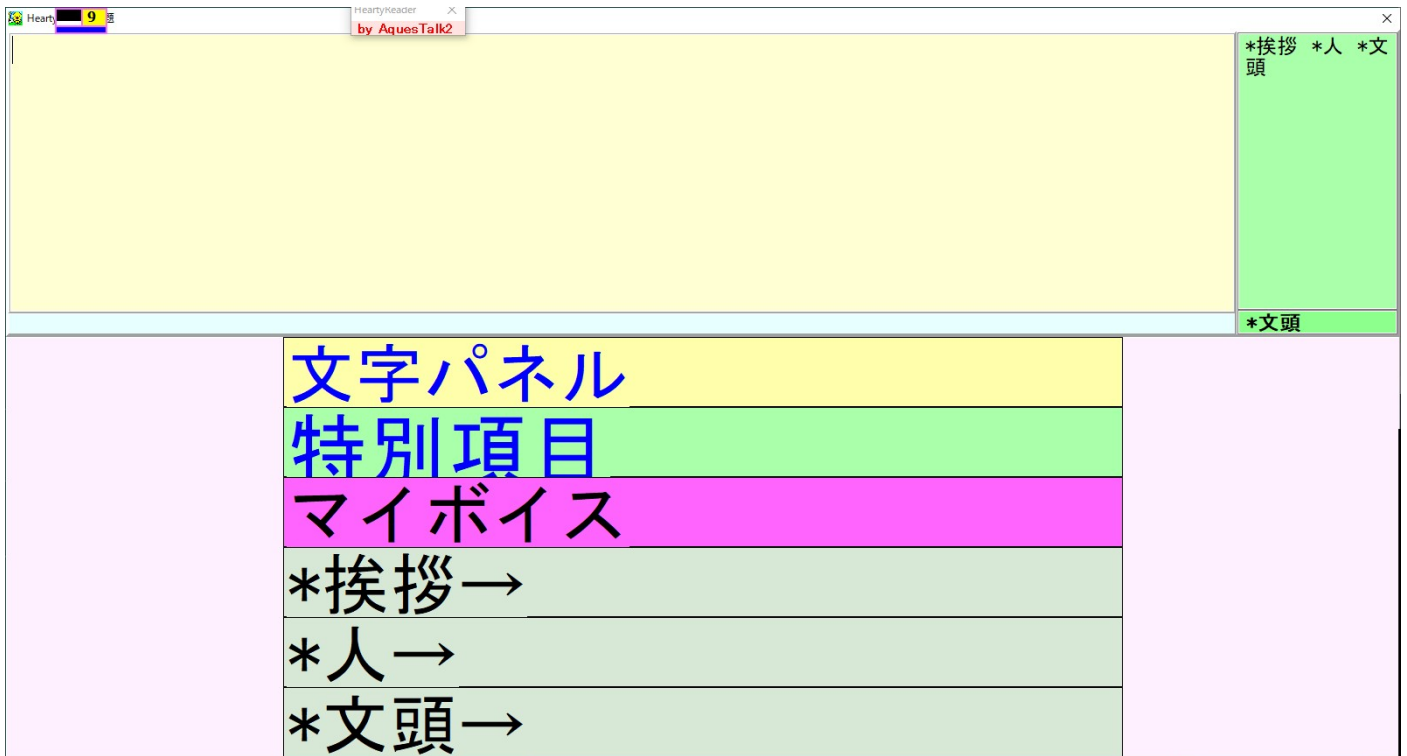 Hearty
9
題
HeartyReader
by AquesTalk2
*挨拶 *人 *文
頭
*文頭
文字パネル
特別項目
マイボイス
*挨拶→
*人→
*文頭→